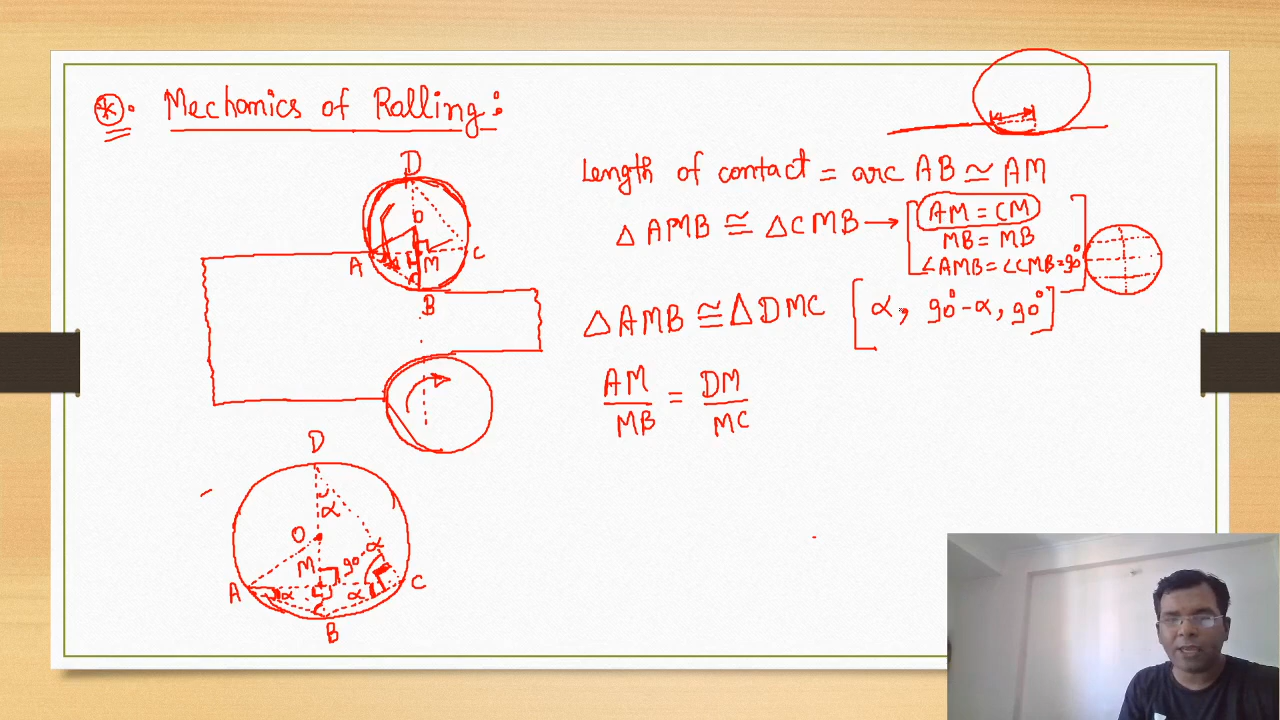 * Mechanics of Rolling:
Length of contact = arc AB ≃ AM
△AMB ≅ △CMB → [AM = CM
MB = MB
∠AMB = ∠CMB = 90°]
△AMB ≅ △DMC [α, 90°-α, 90°]
AM/MB = DM/MC
D
O
A
M
C
B
D
α
O
M
90
α
A
α
α
C
B